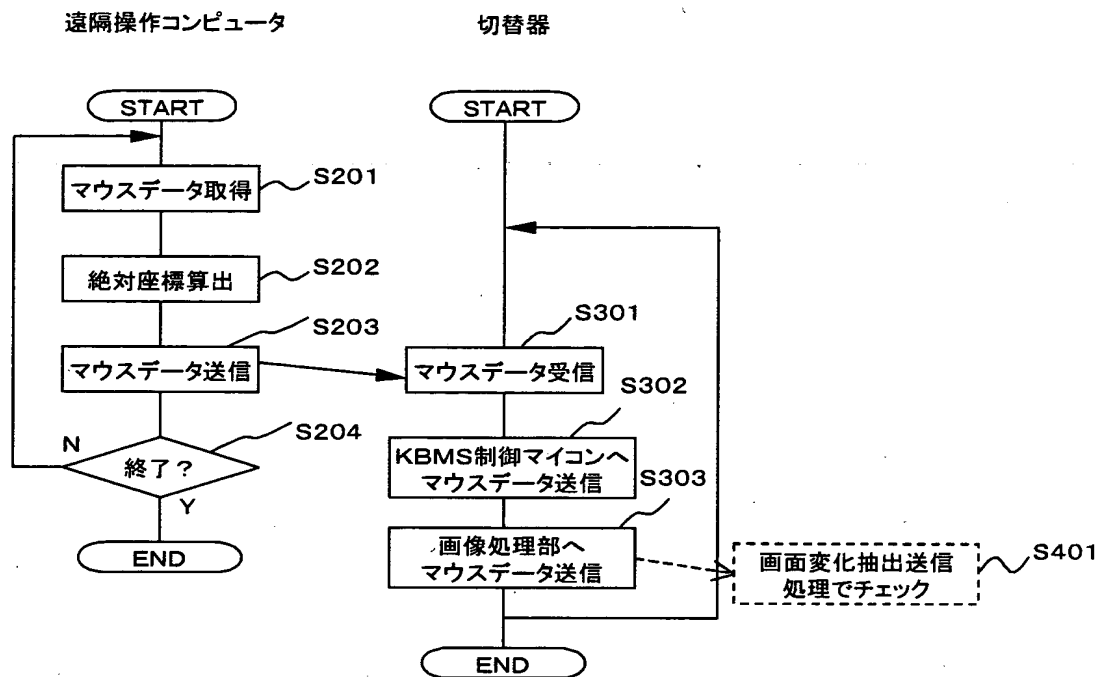 遠隔操作コンピュータ
切替器
START
マウスデータ取得
S201
絶対座標算出
S202
マウスデータ送信
S203
終了?
S204
N
Y
END
START
マウスデータ受信
S301
KBMS制御マイコンへ
マウスデータ送信
S302
画像処理部へ
マウスデータ送信
S303
画面変化抽出送信
処理でチェック
S401
END